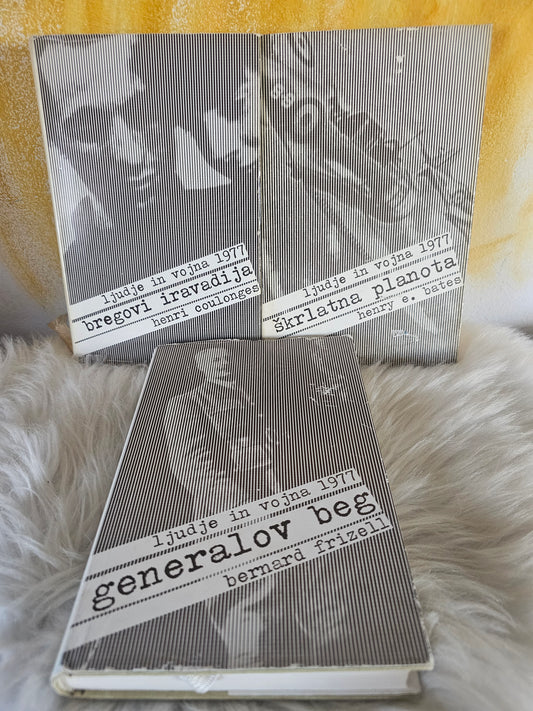 ljudje in vojna 1977
bregovi iravadija
henri coulonges
ljudje in vojna 1977
škrlatna planota
henry e. bates
ljudje in vojna 1977
generalov beg
bernard frizell